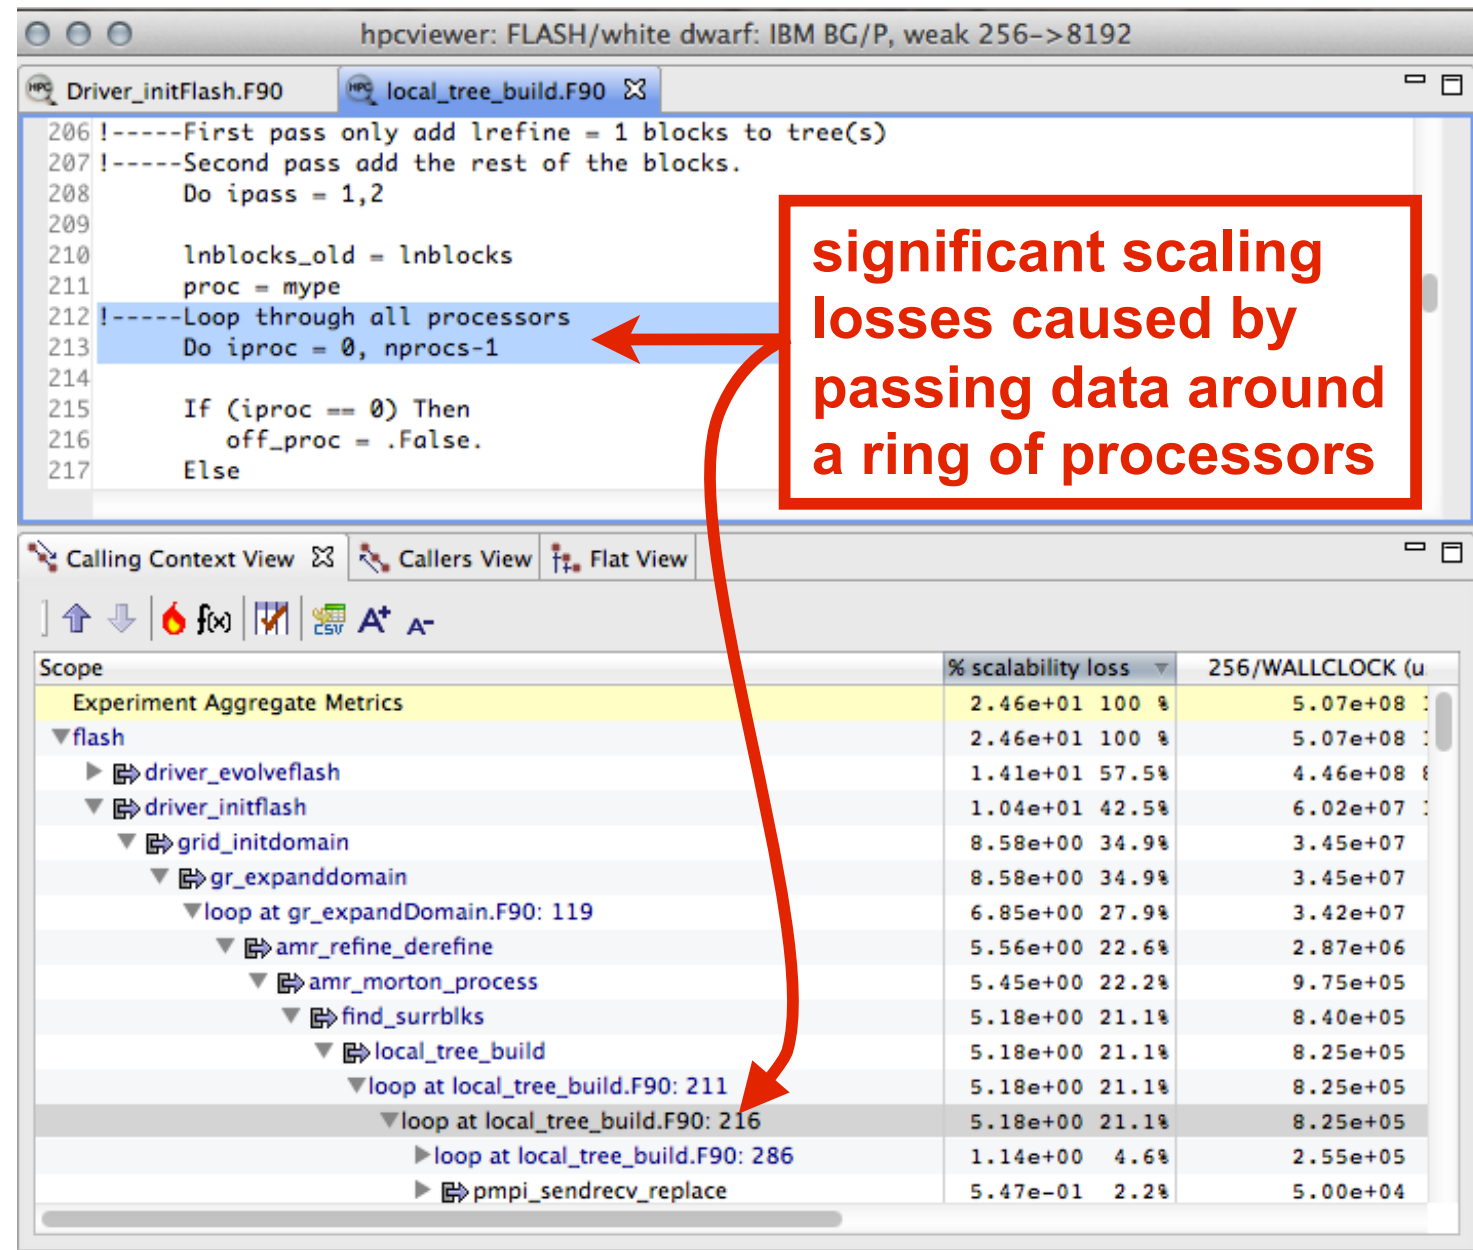 hpcviewer: FLASH/white dwarf: IBM BG/P, weak 256->8192
Driver_initFlash.F90 local_tree_build.F90
206 !-----First pass only add lrefine = 1 blocks to tree(s)
207 !-----Second pass add the rest of the blocks.
208 Do ipass = 1,2
209
210 lnblocks_old = lnblocks
211 proc = mype
212 !-----Loop through all processors
213 Do iproc = 0, nprocs-1
214
215 If (iproc == 0) Then
216 off_proc = .False.
217 Else
significant scaling
losses caused by
passing data around
a ring of processors
Calling Context View Callers View Flat View
f(x) CSV A+ A-
Scope % scalability loss 256/WALLCLOCK (u
Experiment Aggregate Metrics 2.46e+01 100 % 5.07e+08
flash 2.46e+01 100 % 5.07e+08
driver_evolveflash 1.41e+01 57.5% 4.46e+08
driver_initflash 1.04e+01 42.5% 6.02e+07
grid_initdomain 8.58e+00 34.9% 3.45e+07
gr_expanddomain 8.58e+00 34.9% 3.45e+07
loop at gr_expandDomain.F90: 119 6.85e+00 27.9% 3.42e+07
amr_refine_derefine 5.56e+00 22.6% 2.87e+06
amr_morton_process 5.45e+00 22.2% 9.75e+05
find_surrblks 5.18e+00 21.1% 8.40e+05
local_tree_build 5.18e+00 21.1% 8.25e+05
loop at local_tree_build.F90: 211 5.18e+00 21.1% 8.25e+05
loop at local_tree_build.F90: 216 5.18e+00 21.1% 8.25e+05
loop at local_tree_build.F90: 286 1.14e+00 4.6% 2.55e+05
pmpi_sendrecv_replace 5.47e-01 2.2% 5.00e+04